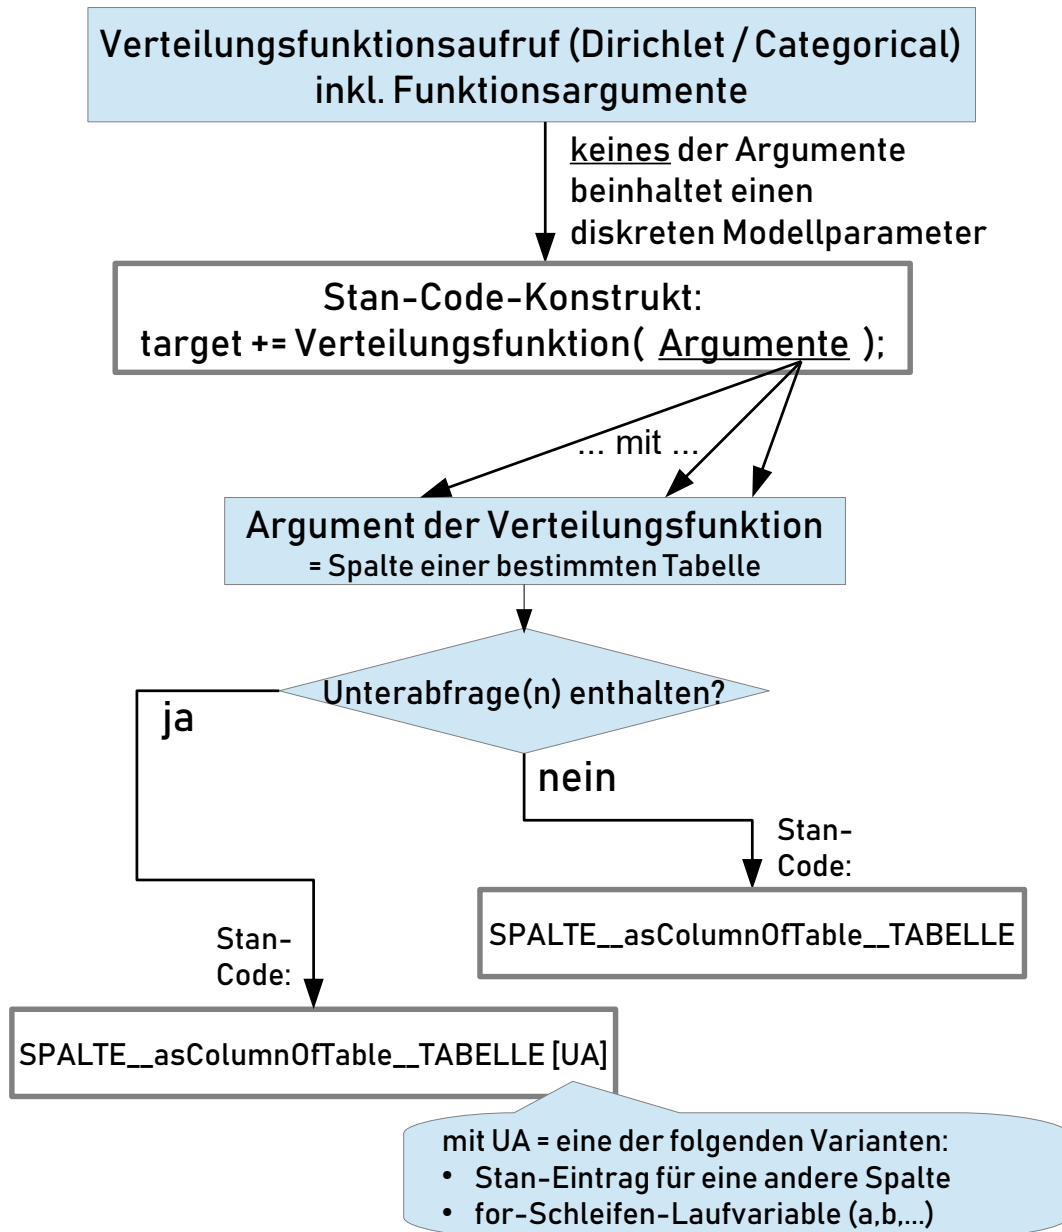 Verteilungsfunktionsaufruf (Dirichlet / Categorical)
inkl. Funktionsargumente
keines der Argumente
beinhaltet einen
diskreten Modellparameter
Stan-Code-Konstrukt:
target += Verteilungsfunktion( Argumente );
... mit ...
Argument der Verteilungsfunktion
= Spalte einer bestimmten Tabelle
Unterabfrage(n) enthalten?
ja
nein
Stan-
Code:
SPALTE__asColumnOfTable__TABELLE
Stan-
Code:
SPALTE__asColumnOfTable__TABELLE [UA]
mit UA = eine der folgenden Varianten:
• Stan-Eintrag für eine andere Spalte
• for-Schleifen-Laufvariable (a,b,...)